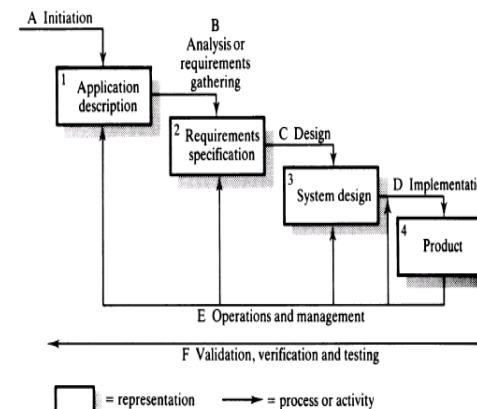 A Initiation
B
Analysis or
requirements
gathering
1
Application
description
2
Requirements
specification
C Design
3
System design
D Implementati
4
Product
E Operations and management
F Validation, verification and testing
= representation
= process or activity